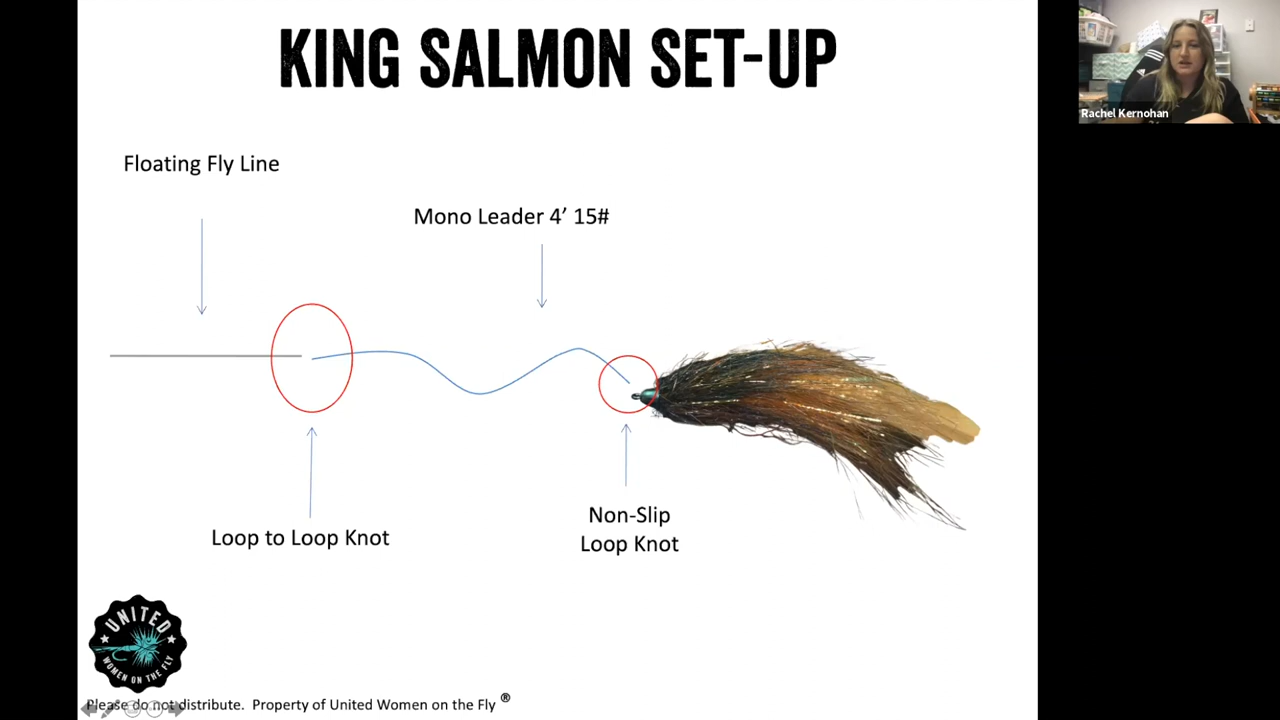 KING SALMON SET-UP
Rachel Kernohan
Floating Fly Line
Mono Leader 4’ 15#
Loop to Loop Knot
Non-Slip
Loop Knot
UNITED
WOMEN ON THE FLY
Please do not distribute. Property of United Women on the Fly ®